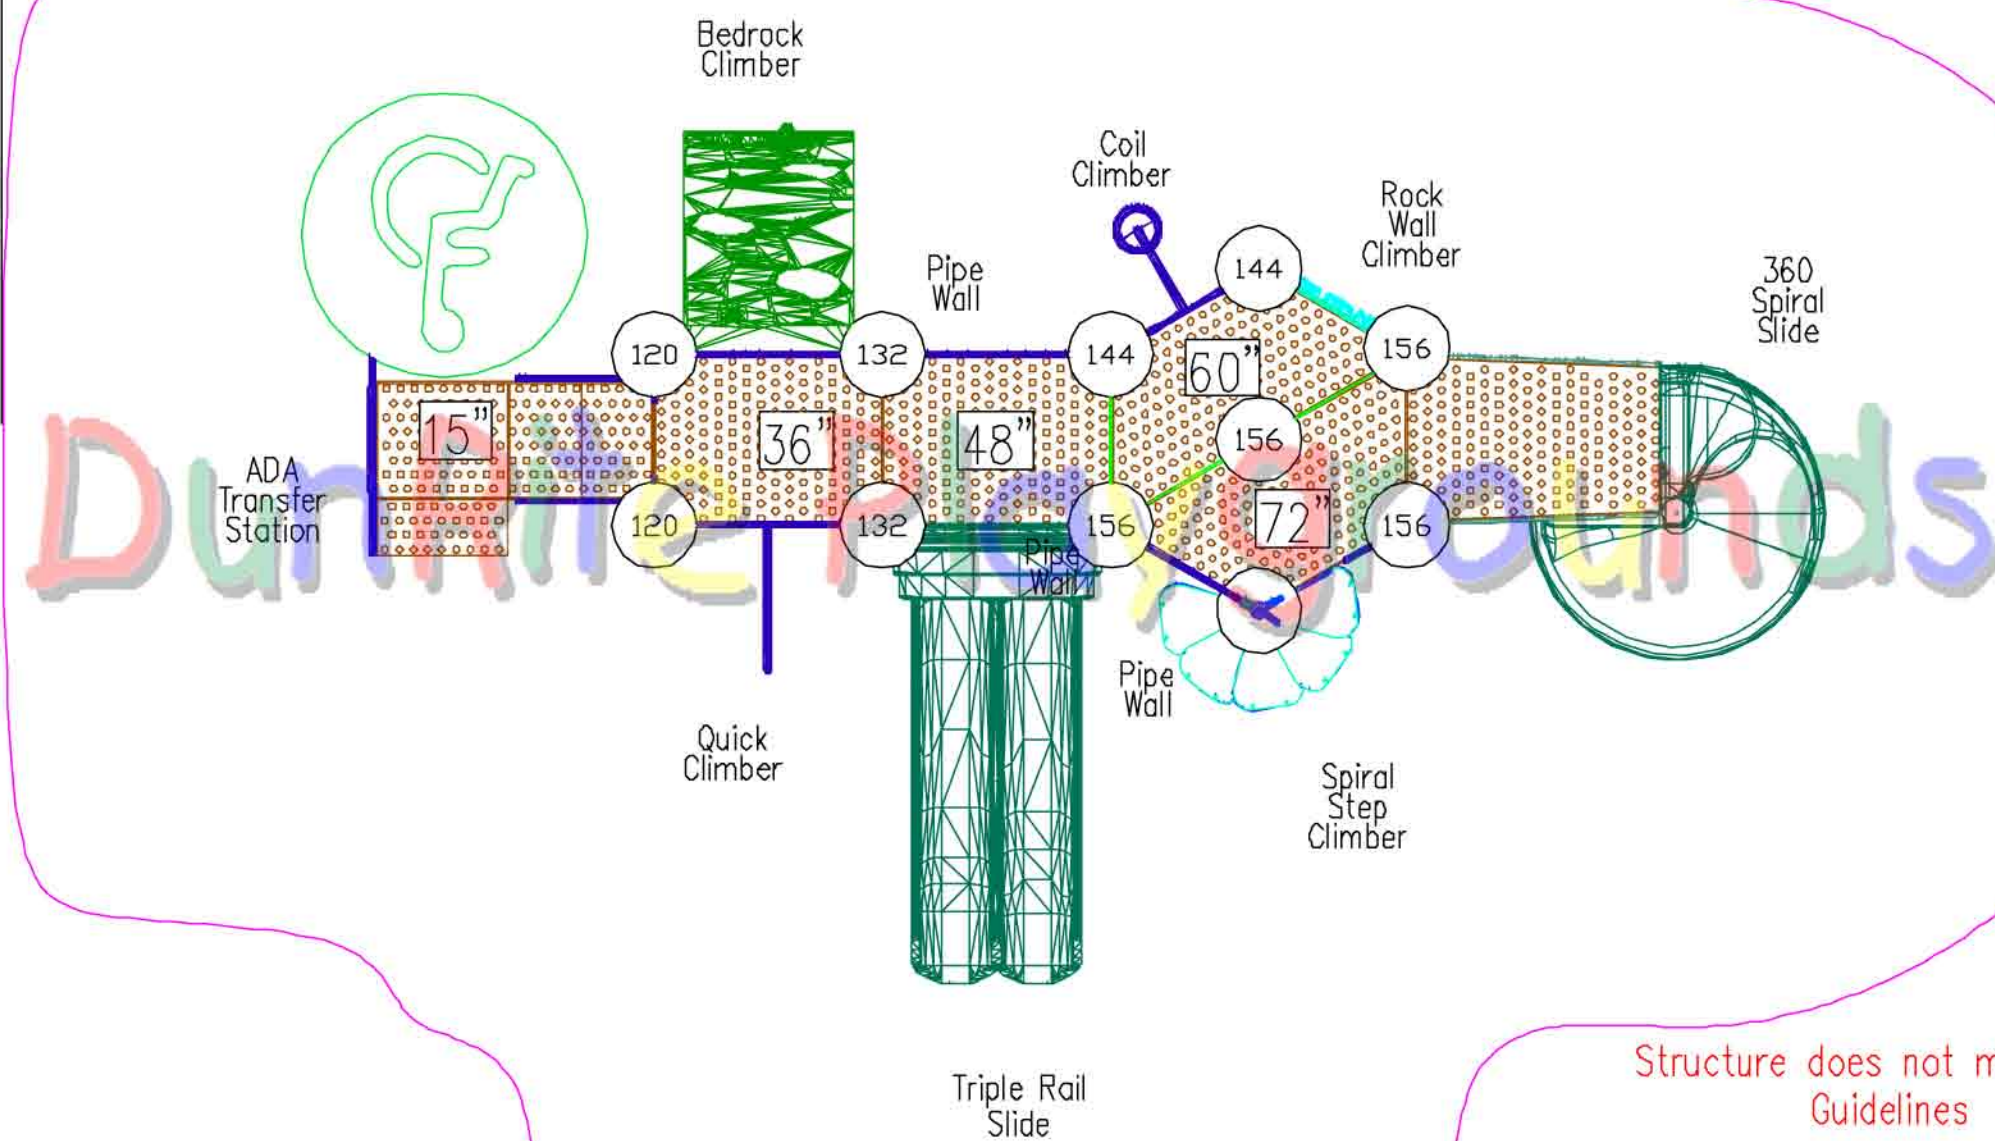 Bedrock
Climber
Coil
Climber
Rock
Wall
Climber
Pipe
Wall
360
Spiral
Slide
144
120
132
144
156
60”
15”
36”
48”
156
ADA
Transfer
Station
DunRite Playgrounds
120
132
156
72”
156
Pipe
Wall
Pipe
Wall
Quick
Climber
Spiral
Step
Climber
Structure does not
Guidelines
Triple Rail
Slide